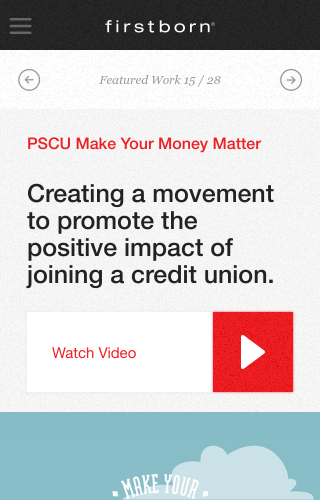 firstborn®
Featured Work 15 / 28
PSCU Make Your Money Matter
Creating a movement
to promote the
positive impact of
joining a credit union.
Watch Video
• MAKE YOUR •